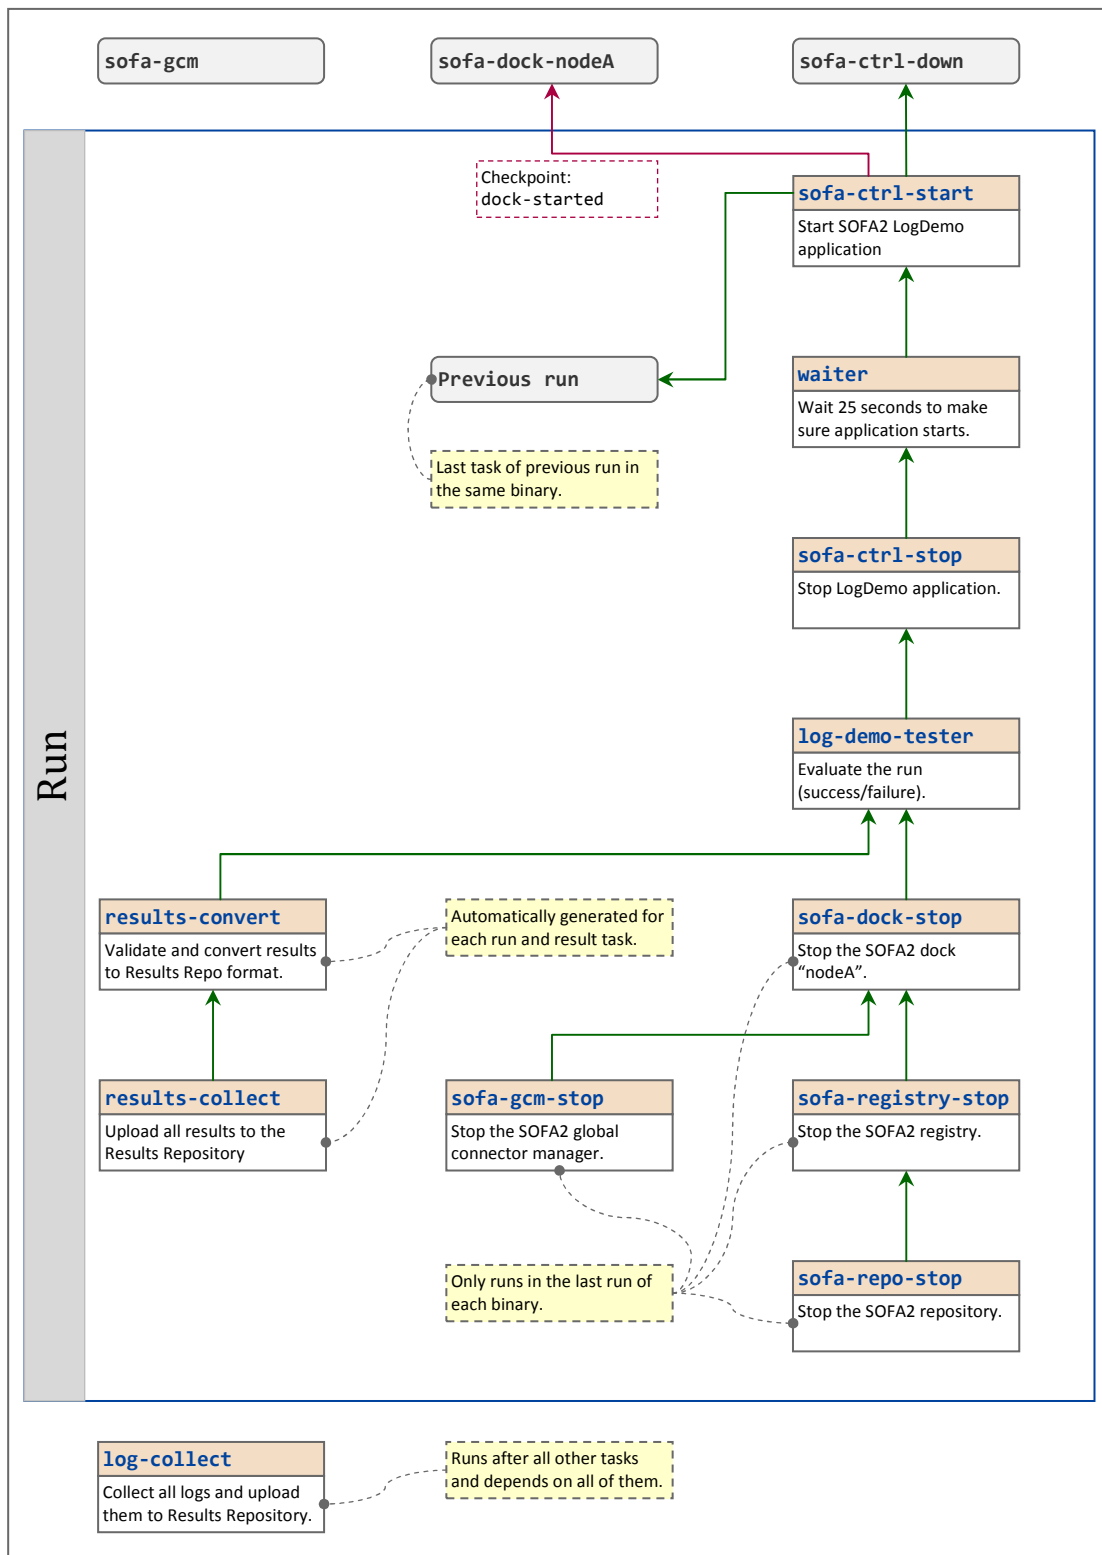 sofa-gcm
sofa-dock-nodeA
sofa-ctrl-down
Run
Checkpoint:
dock-started
sofa-ctrl-start
Start SOFA2 LogDemo
application
Previous run
waiter
Wait 25 seconds to make
sure application starts.
Last task of previous run in
the same binary.
sofa-ctrl-stop
Stop LogDemo application.
log-demo-tester
Evaluate the run
(success/failure).
results-convert
Validate and convert results
to Results Repo format.
Automatically generated for
each run and result task.
sofa-dock-stop
Stop the SOFA2 dock
“nodeA”.
results-collect
Upload all results to the
Results Repository
sofa-gcm-stop
Stop the SOFA2 global
connector manager.
sofa-registry-stop
Stop the SOFA2 registry.
Only runs in the last run of
each binary.
sofa-repo-stop
Stop the SOFA2 repository.
log-collect
Collect all logs and upload
them to Results Repository.
Runs after all other tasks
and depends on all of them.